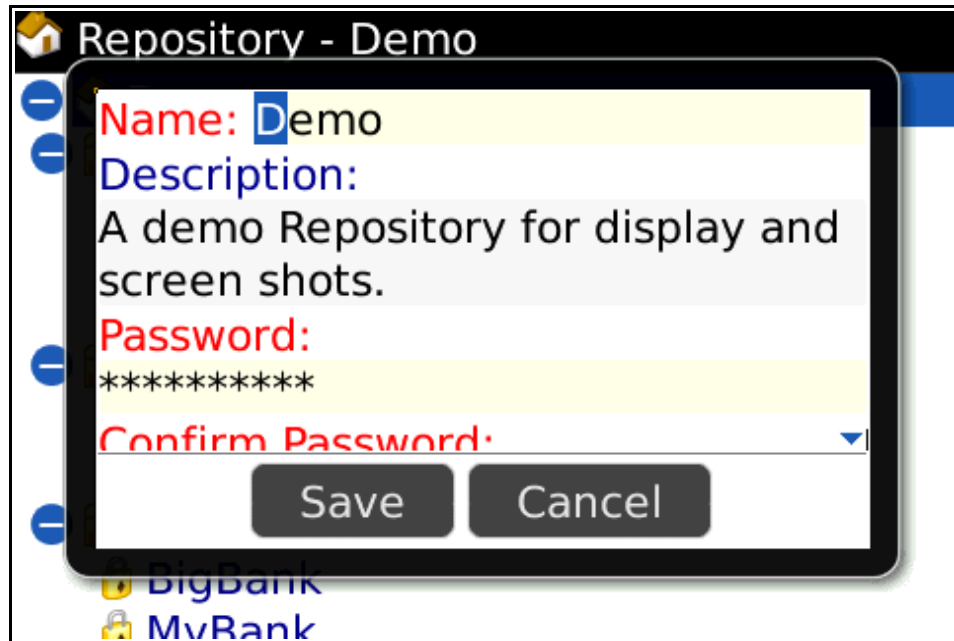 Repository - Demo
Name: Demo
Description:
A demo Repository for display and
screen shots.
Password:
**********
Confirm Password:
Save Cancel
BigBank
MyBank